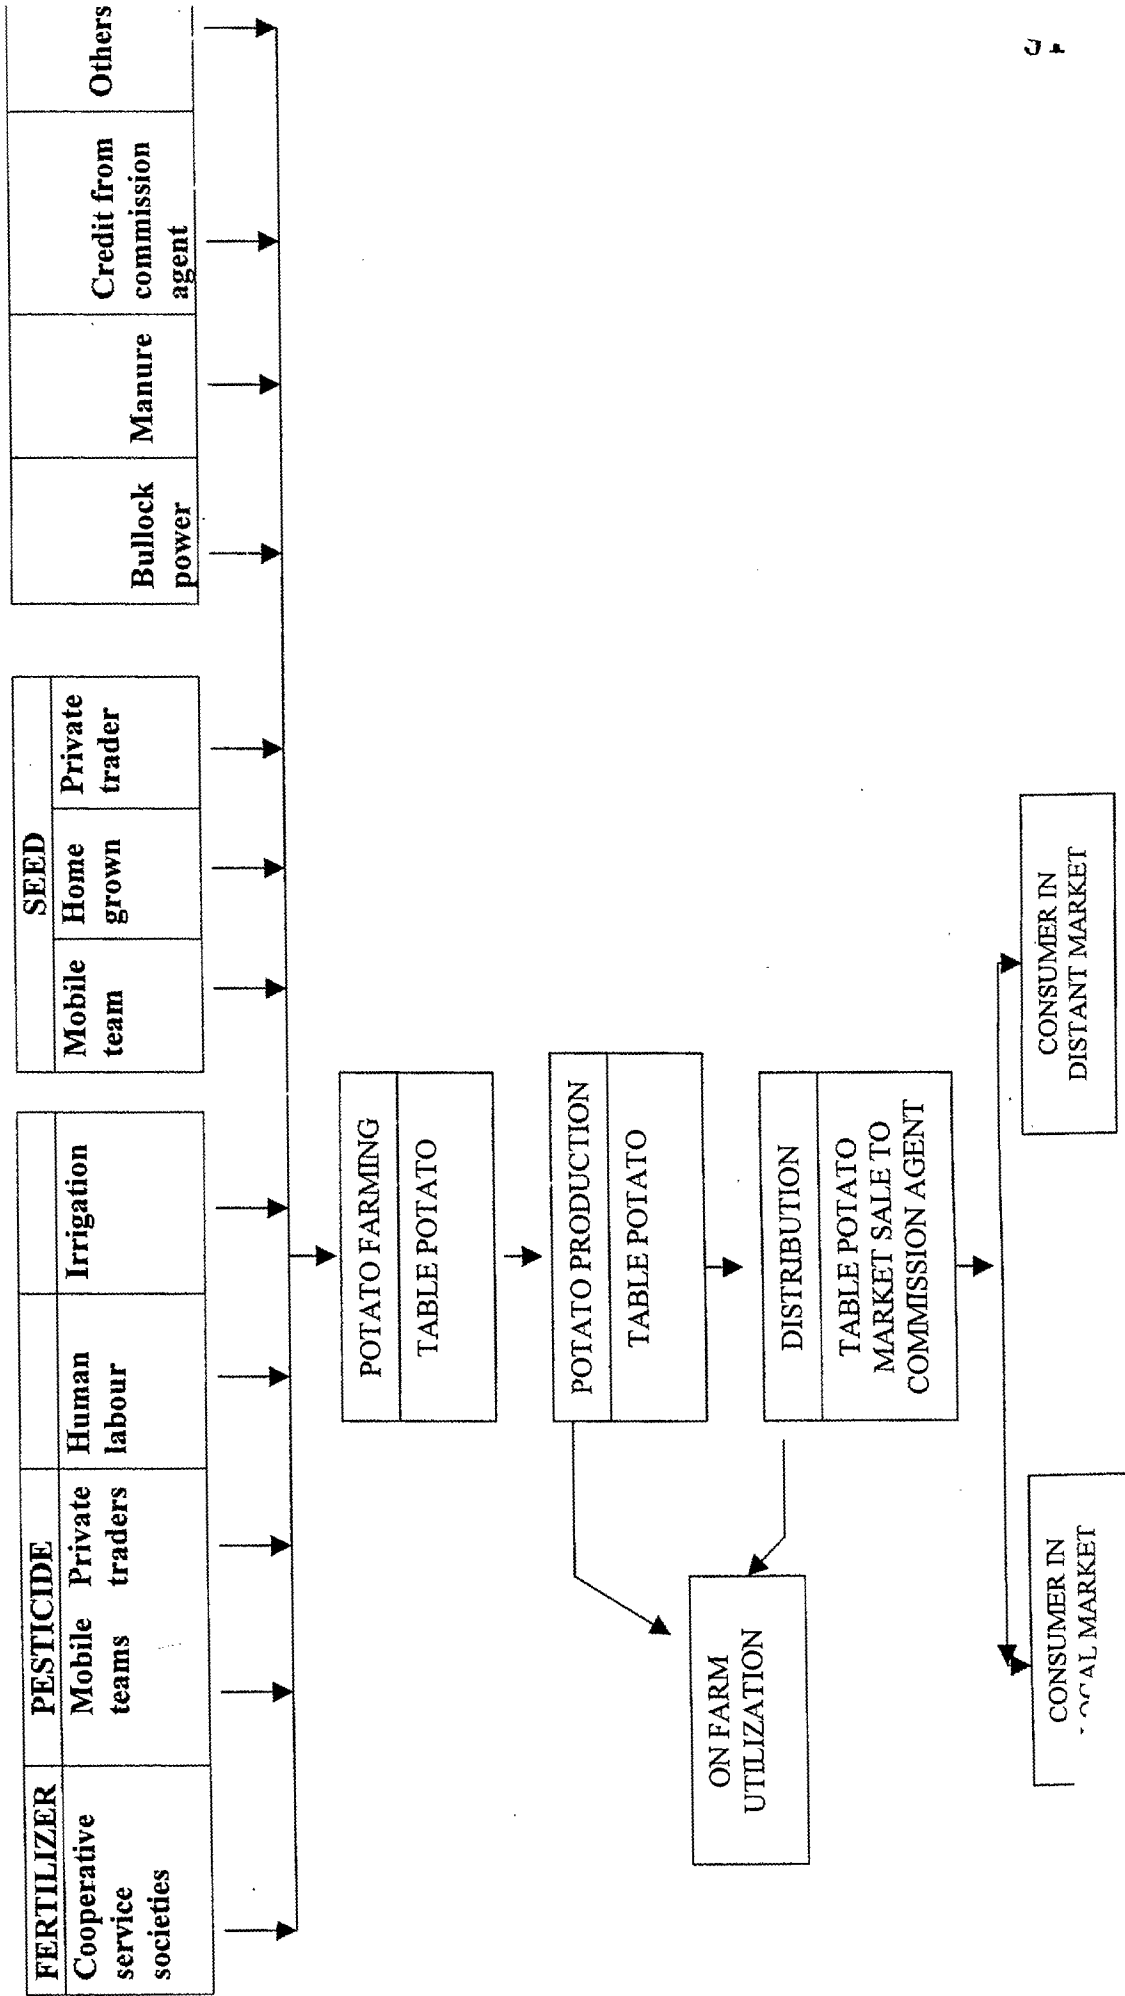 FERTILIZER
Cooperative
service
societies
PESTICIDE
Mobile
teams
Private
traders
Human
labour
Irrigation
SEED
Mobile
team
Home
grown
Private
trader
Bullock
power
Manure
Credit from
commission
agent
Others
POTATO FARMING
TABLE POTATO
POTATO PRODUCTION
TABLE POTATO
DISTRIBUTION
TABLE POTATO
MARKET SALE TO
COMMISSION AGENT
ON FARM
UTILIZATION
CONSUMER IN
LOCAL MARKET
CONSUMER IN
DISTANT MARKET